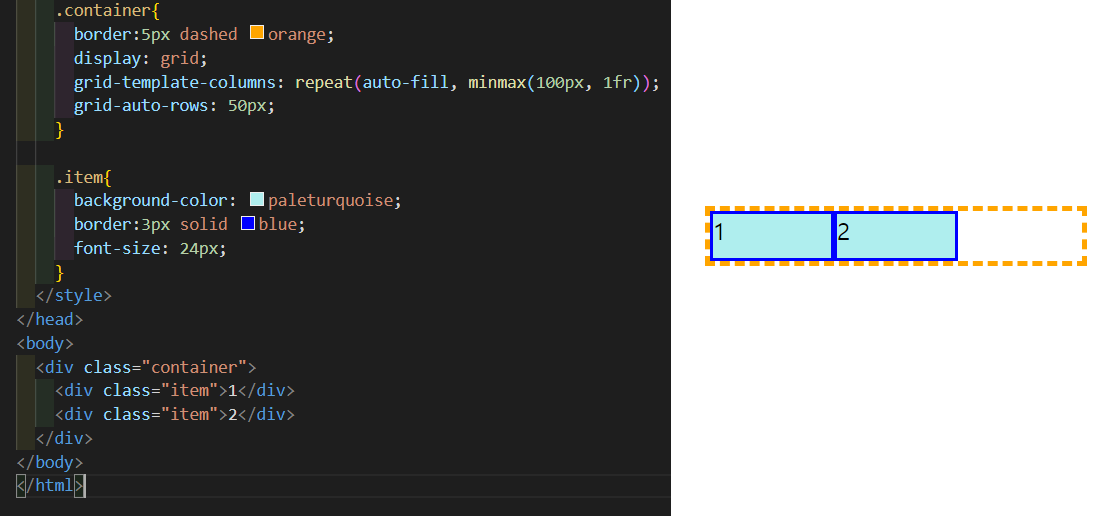 .container{
border:5px dashed orange;
display: grid;
grid-template-columns: repeat(auto-fill, minmax(100px, 1fr));
grid-auto-rows: 50px;
}
.item{
background-color: paleturquoise;
border:3px solid blue;
font-size: 24px;
}
</style>
</head>
<body>
<div class="container">
<div class="item">1</div>
<div class="item">2</div>
</div>
</body>
</html>
1 2